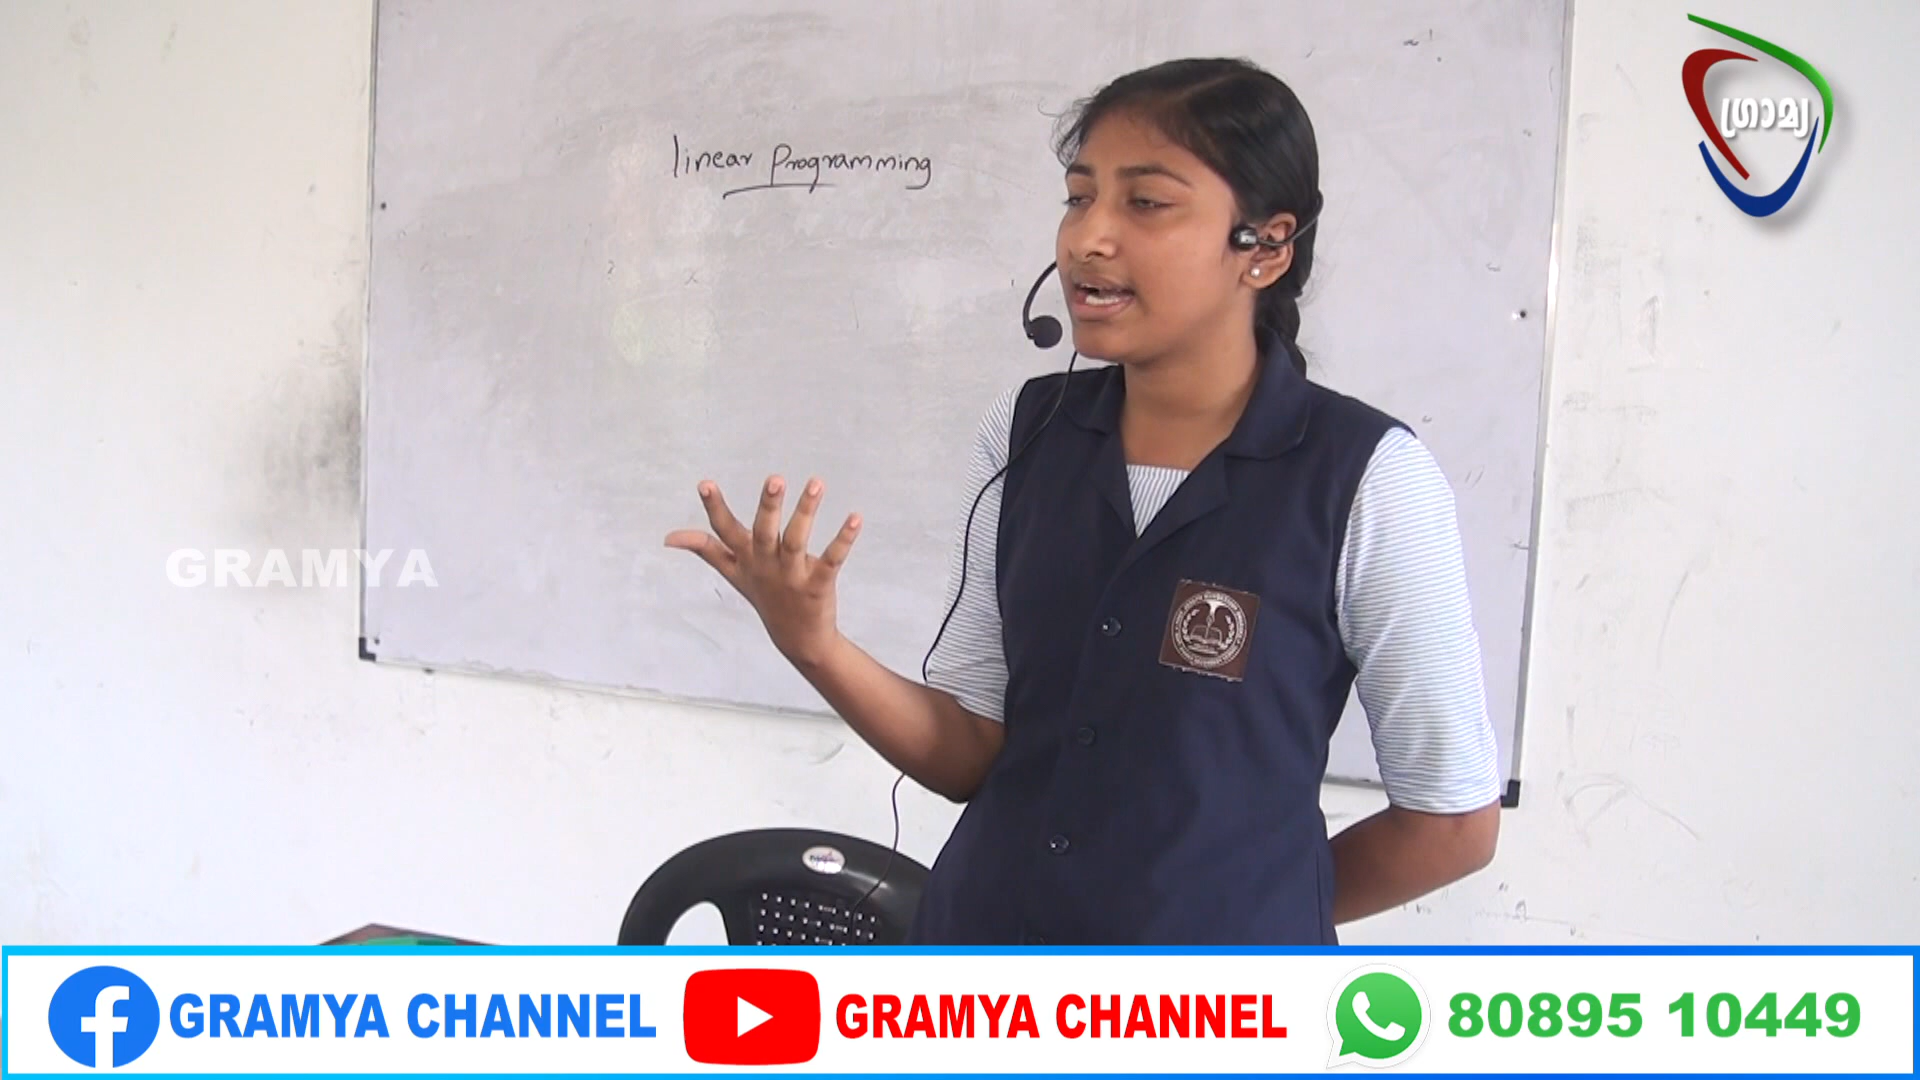 ഗ്രാമ്യ
linear Programming
GRAMYA
GRAMYA CHANNEL
GRAMYA CHANNEL
80895 10449